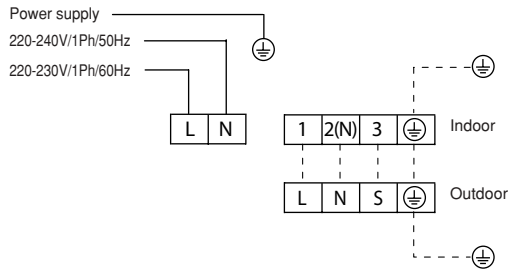 Power supply
220-240V/1Ph/50Hz
220-230V/1Ph/60Hz
L N
1 2(N) 3 Indoor
L N S Outdoor